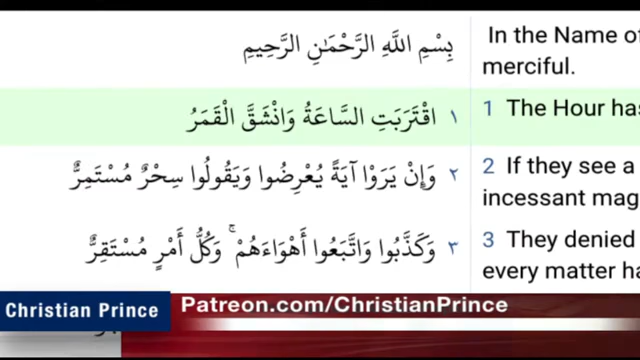 بِسْمِ اللَّهِ الرَّحْمَٰنِ الرَّحِيمِ
In the Name of
merciful.
١ اقْتَرَبَتِ السَّاعَةُ وَانْشَقَّ الْقَمَرُ
1 The Hour has
٢ وَإِنْ يَرَوْا آيَةً يُعْرِضُوا وَيَقُولُوا سِحْرٌ مُسْتَمِرٌّ
2 If they see a
incessant mag
٣ وَكَذَّبُوا وَاتَّبَعُوا أَهْوَاءَهُمْ ۚ وَكُلُّ أَمْرٍ مُسْتَقِرٌّ
3 They denied
every matter ha
Christian Prince
Patreon.com/ChristianPrince